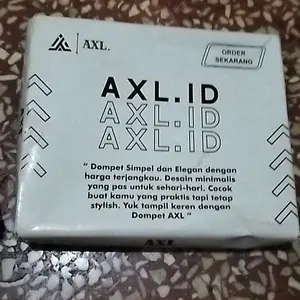 AXL.
ORDER
SEKARANG
AXL.ID
AXL.ID
AXL.ID
" Dompet Simpel dan Elegan dengan
harga terjangkau. Desain minimalis
yang pas untuk sehari-hari. Cocok
buat kamu yang praktis tapi tetap
stylish. Yuk tampil keren dengan
Dompet AXL "
AXL